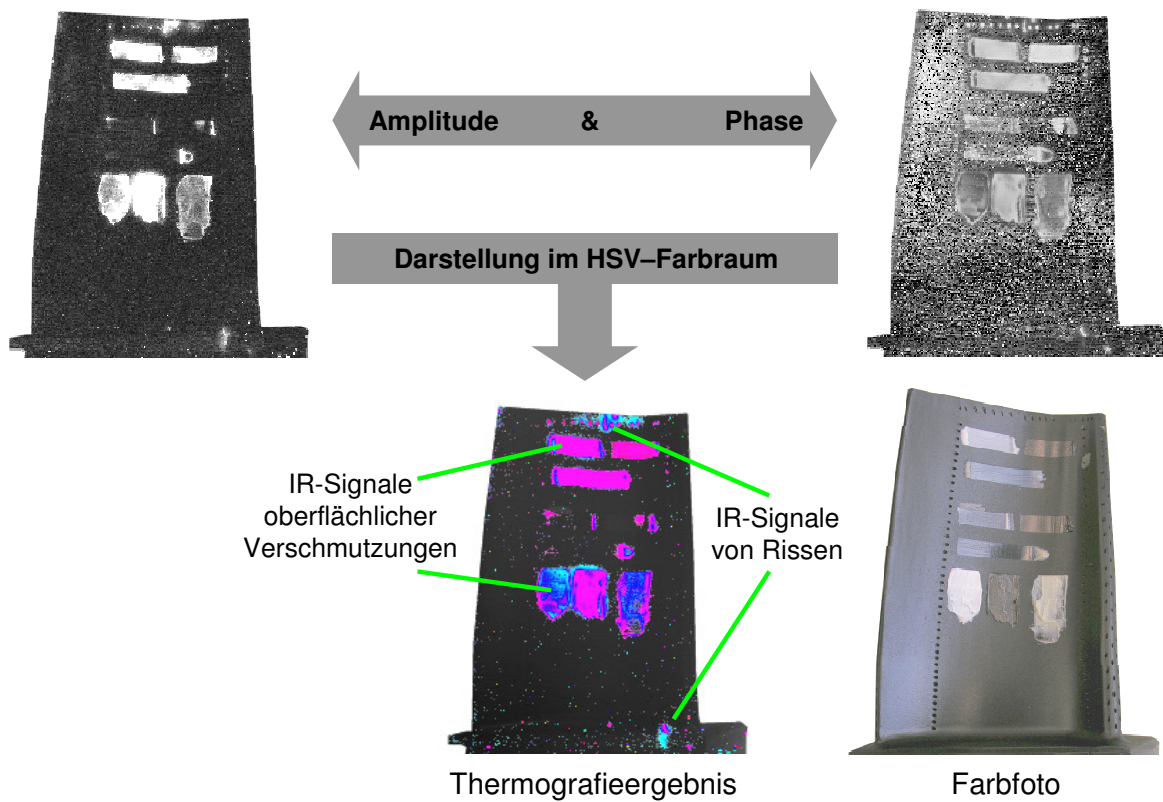 Amplitude & Phase
Darstellung im HSV–Farbraum
IR-Signale
oberflächlicher
Verschmutzungen
IR-Signale
von Rissen
Thermografieergebnis
Farbfoto